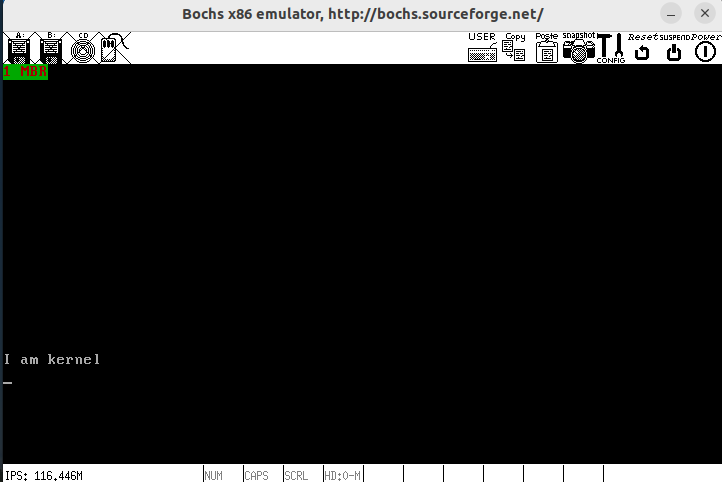 Bochs x86 emulator, http://bochs.sourceforge.net/
A: B: CD USER Copy Paste snapshot CONFIG Reset SUSPEND Power
1 MBR
I am kernel
IPS: 116.446M NUM CAPS SCRL HD:0-M